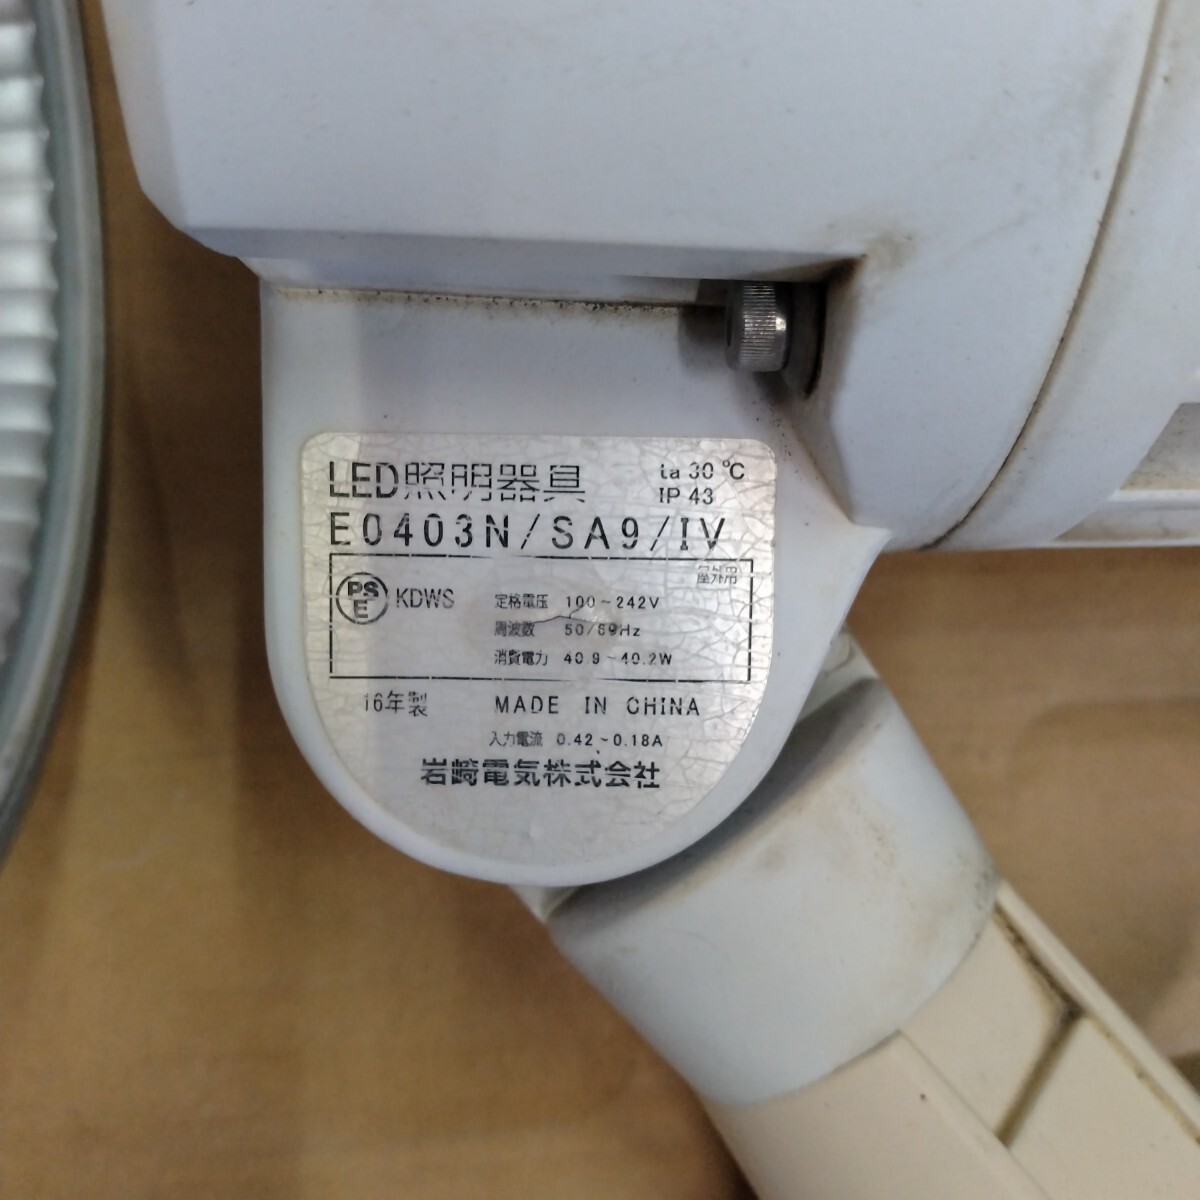 LED照明器具
ta 30 ℃
IP 43
E0403N/SA9/IV
屋外用
PS
E
KDWS
定格電圧 100~242V
周波数 50/60Hz
消費電力 40.9~40.2W
16年製
MADE IN CHINA
入力電流 0.42~0.18A
岩﨑電気株式会社